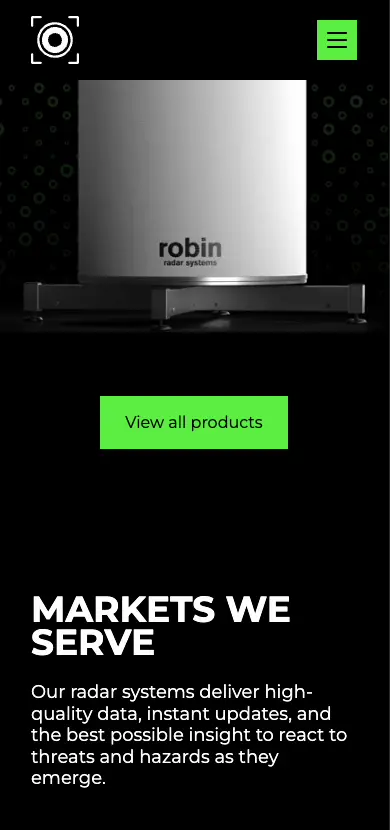 robin
radar systems
View all products
MARKETS WE
SERVE
Our radar systems deliver high-
quality data, instant updates, and
the best possible insight to react to
threats and hazards as they
emerge.